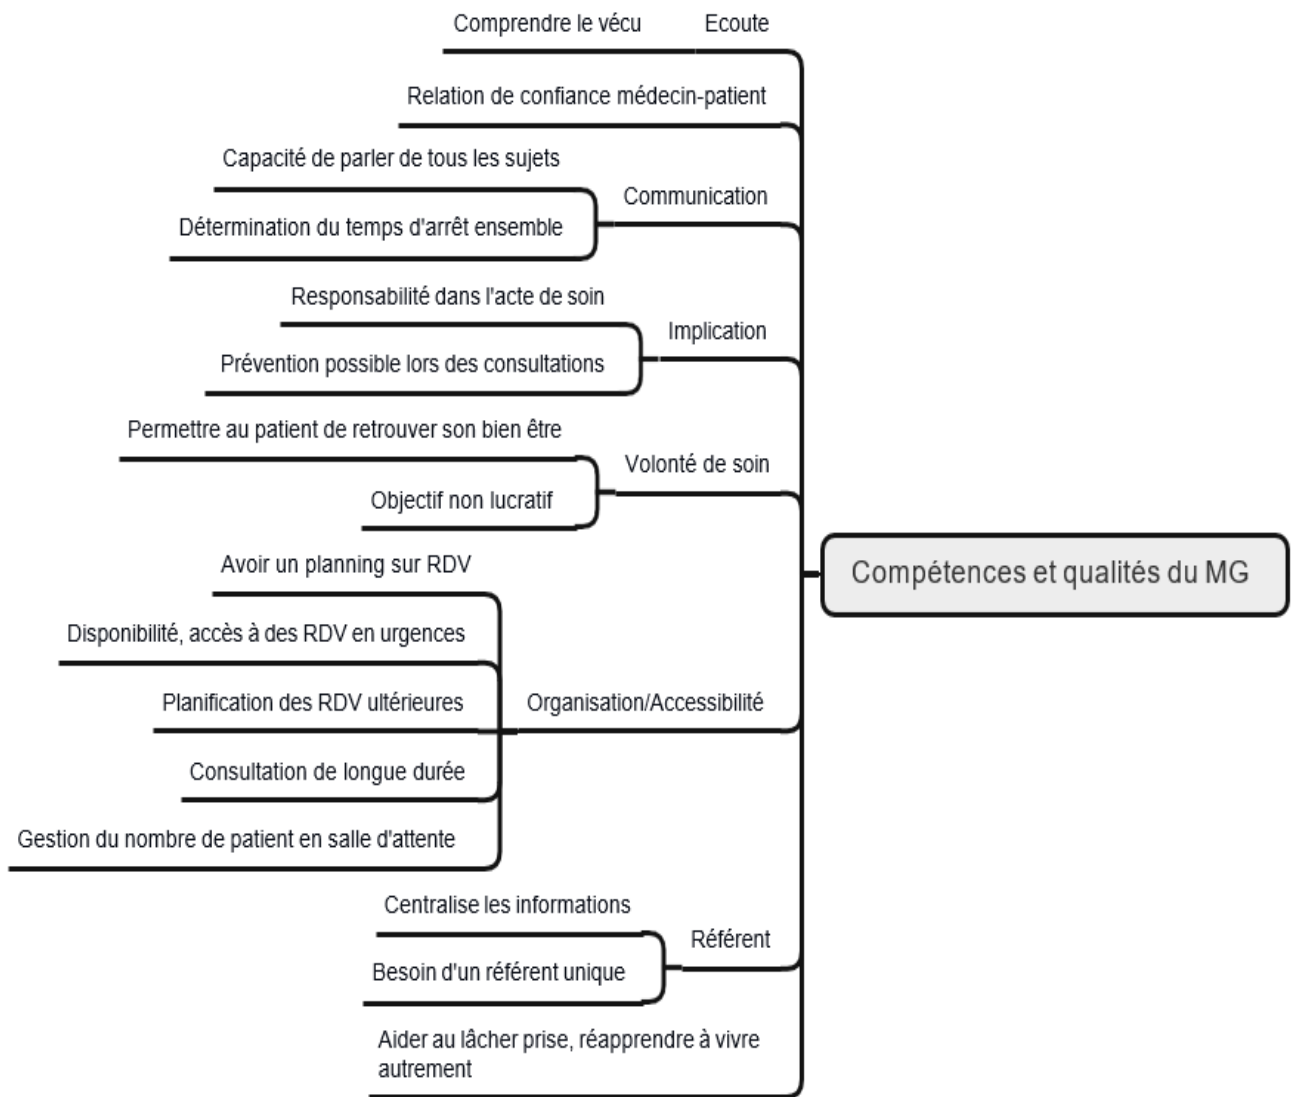 Comprendre le vécu
Ecoute
Relation de confiance médecin-patient
Capacité de parler de tous les sujets
Communication
Détermination du temps d'arrêt ensemble
Responsabilité dans l'acte de soin
Implication
Prévention possible lors des consultations
Permettre au patient de retrouver son bien être
Volonté de soin
Objectif non lucratif
Avoir un planning sur RDV
Compétences et qualités du MG
Disponibilité, accès à des RDV en urgences
Planification des RDV ultérieures
Organisation/Accessibilité
Consultation de longue durée
Gestion du nombre de patient en salle d'attente
Centralise les informations
Référent
Besoin d'un référent unique
Aider au lâcher prise, réapprendre à vivre
autrement